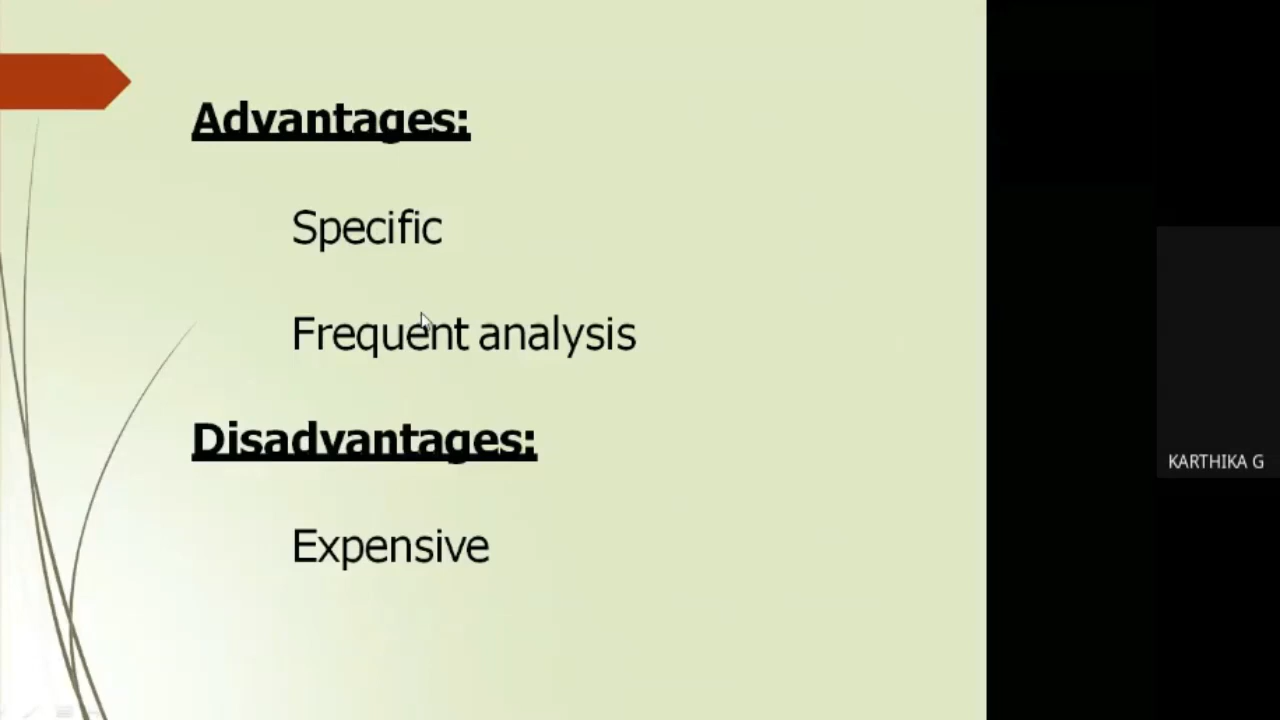 Advantages:
Specific
Frequent analysis
Disadvantages:
Expensive
KARTHIKA G